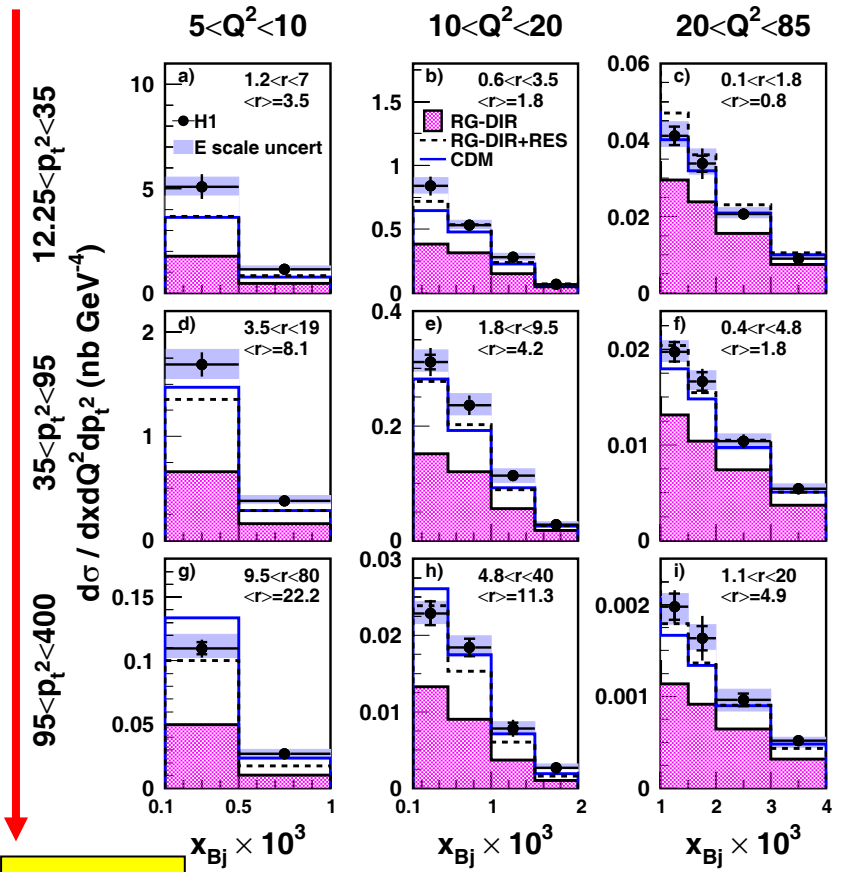 5<Q²<10 10<Q²<20 20<Q²<85
12.25<pₜ²<35
35<pₜ²<95
95<pₜ²<400
dσ / dxdQ²dpₜ² (nb GeV⁻⁴)
a) 1.2<r<7
<r>=3.5
H1
E scale uncert
10
5
0
b) 0.6<r<3.5
<r>=1.8
RG-DIR
RG-DIR+RES
CDM
1.5
1
0.5
0
c) 0.1<r<1.8
<r>=0.8
0.06
0.04
0.02
0
d) 3.5<r<19
<r>=8.1
2
1
0
e) 1.8<r<9.5
<r>=4.2
0.4
0.2
0
f) 0.4<r<4.8
<r>=1.8
0.02
0.01
0
g) 9.5<r<80
<r>=22.2
0.15
0.1
0.05
0
h) 4.8<r<40
<r>=11.3
0.03
0.02
0.01
0
i) 1.1<r<20
<r>=4.9
0.002
0.001
0
0.1 0.5 1 0.1 1 2 1 2 3 4
x_Bj × 10³ x_Bj × 10³ x_Bj × 10³